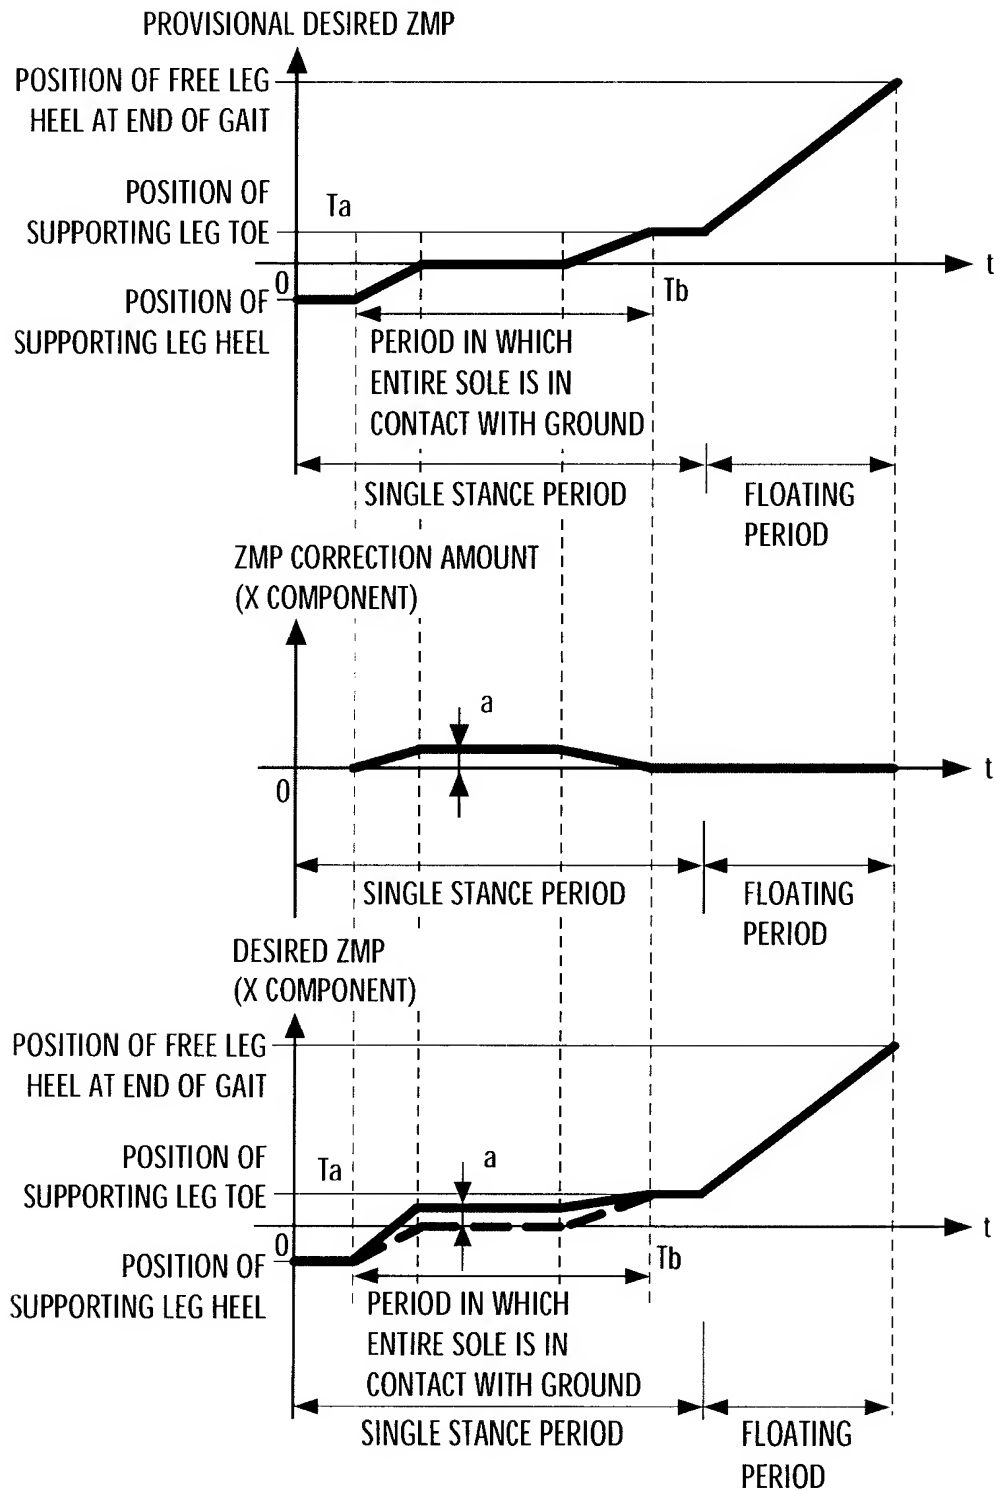 PROVISIONAL DESIRED ZMP
POSITION OF FREE LEG
HEEL AT END OF GAIT
POSITION OF
SUPPORTING LEG TOE
Ta
0
t
POSITION OF
SUPPORTING LEG HEEL
Tb
PERIOD IN WHICH
ENTIRE SOLE IS IN
CONTACT WITH GROUND
SINGLE STANCE PERIOD
FLOATING
PERIOD
ZMP CORRECTION AMOUNT
(X COMPONENT)
a
0
t
SINGLE STANCE PERIOD
FLOATING
PERIOD
DESIRED ZMP
(X COMPONENT)
POSITION OF FREE LEG
HEEL AT END OF GAIT
POSITION OF
SUPPORTING LEG TOE
Ta
a
0
t
POSITION OF
SUPPORTING LEG HEEL
Tb
PERIOD IN WHICH
ENTIRE SOLE IS IN
CONTACT WITH GROUND
SINGLE STANCE PERIOD
FLOATING
PERIOD